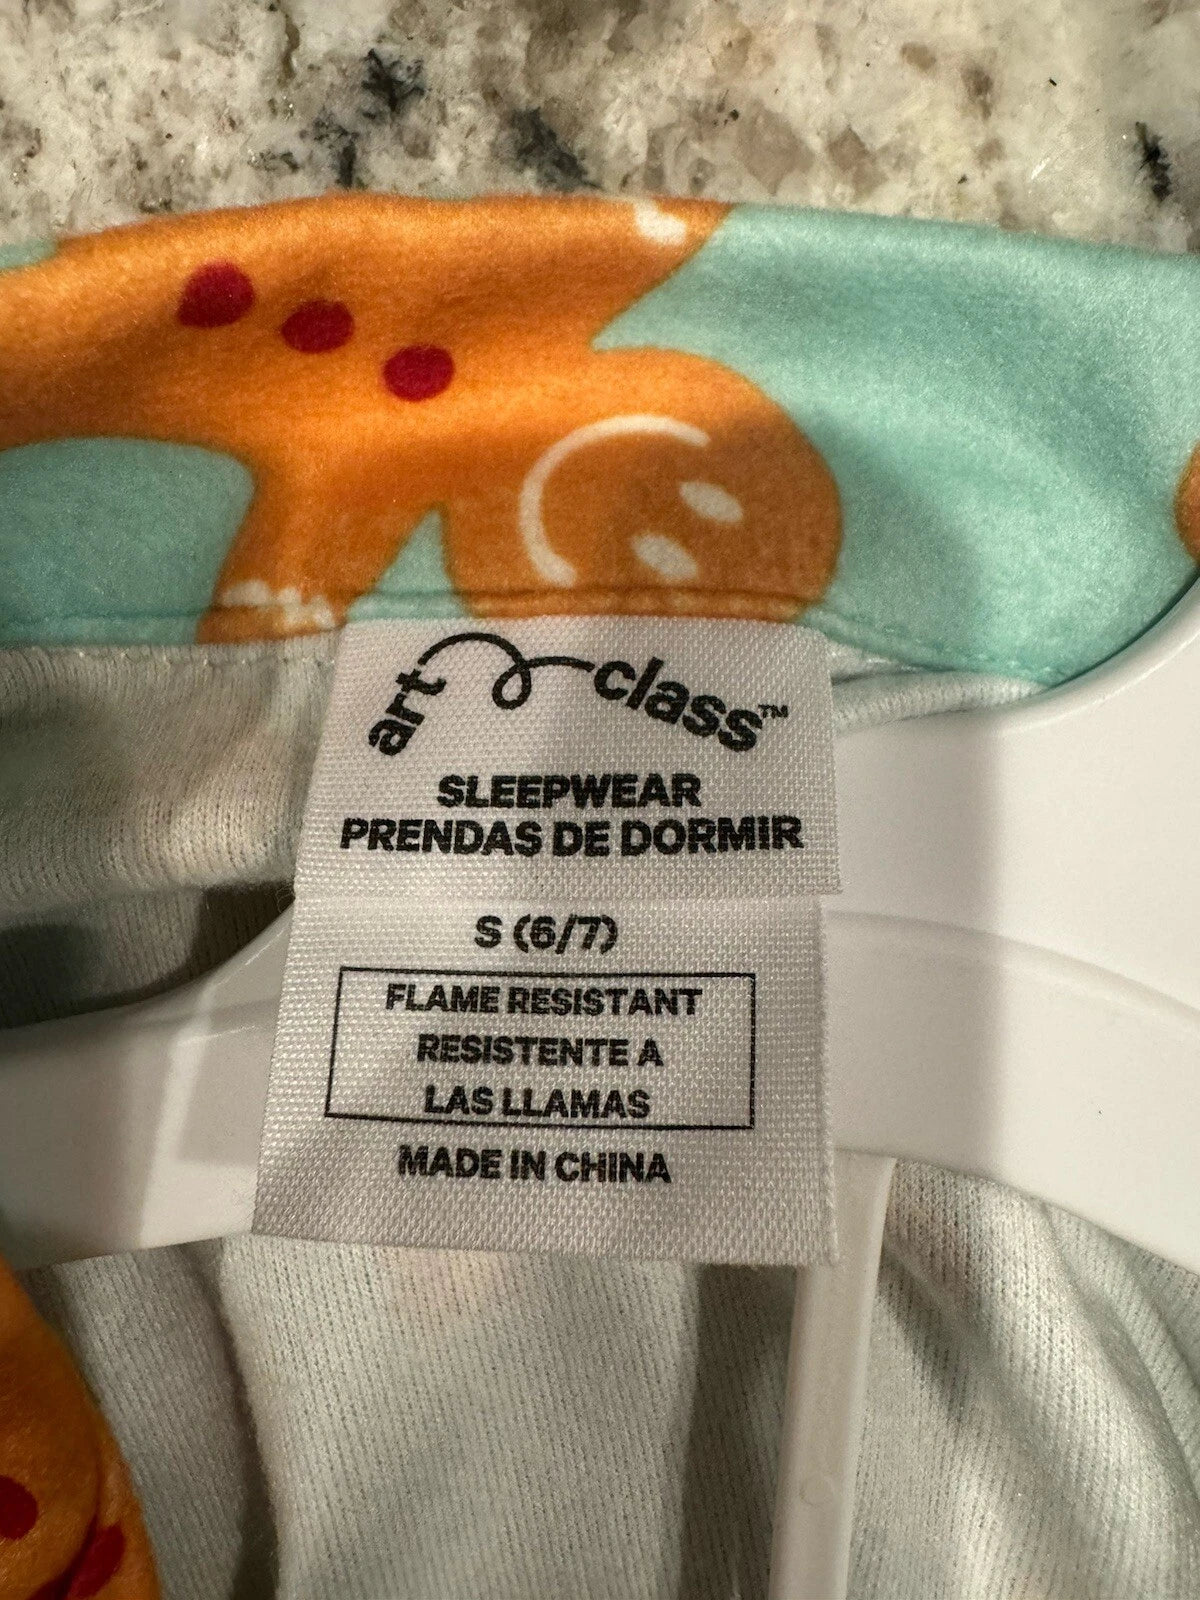 art class™
SLEEPWEAR
PRENDAS DE DORMIR
S (6/7)
FLAME RESISTANT
RESISTENTE A
LAS LLAMAS
MADE IN CHINA